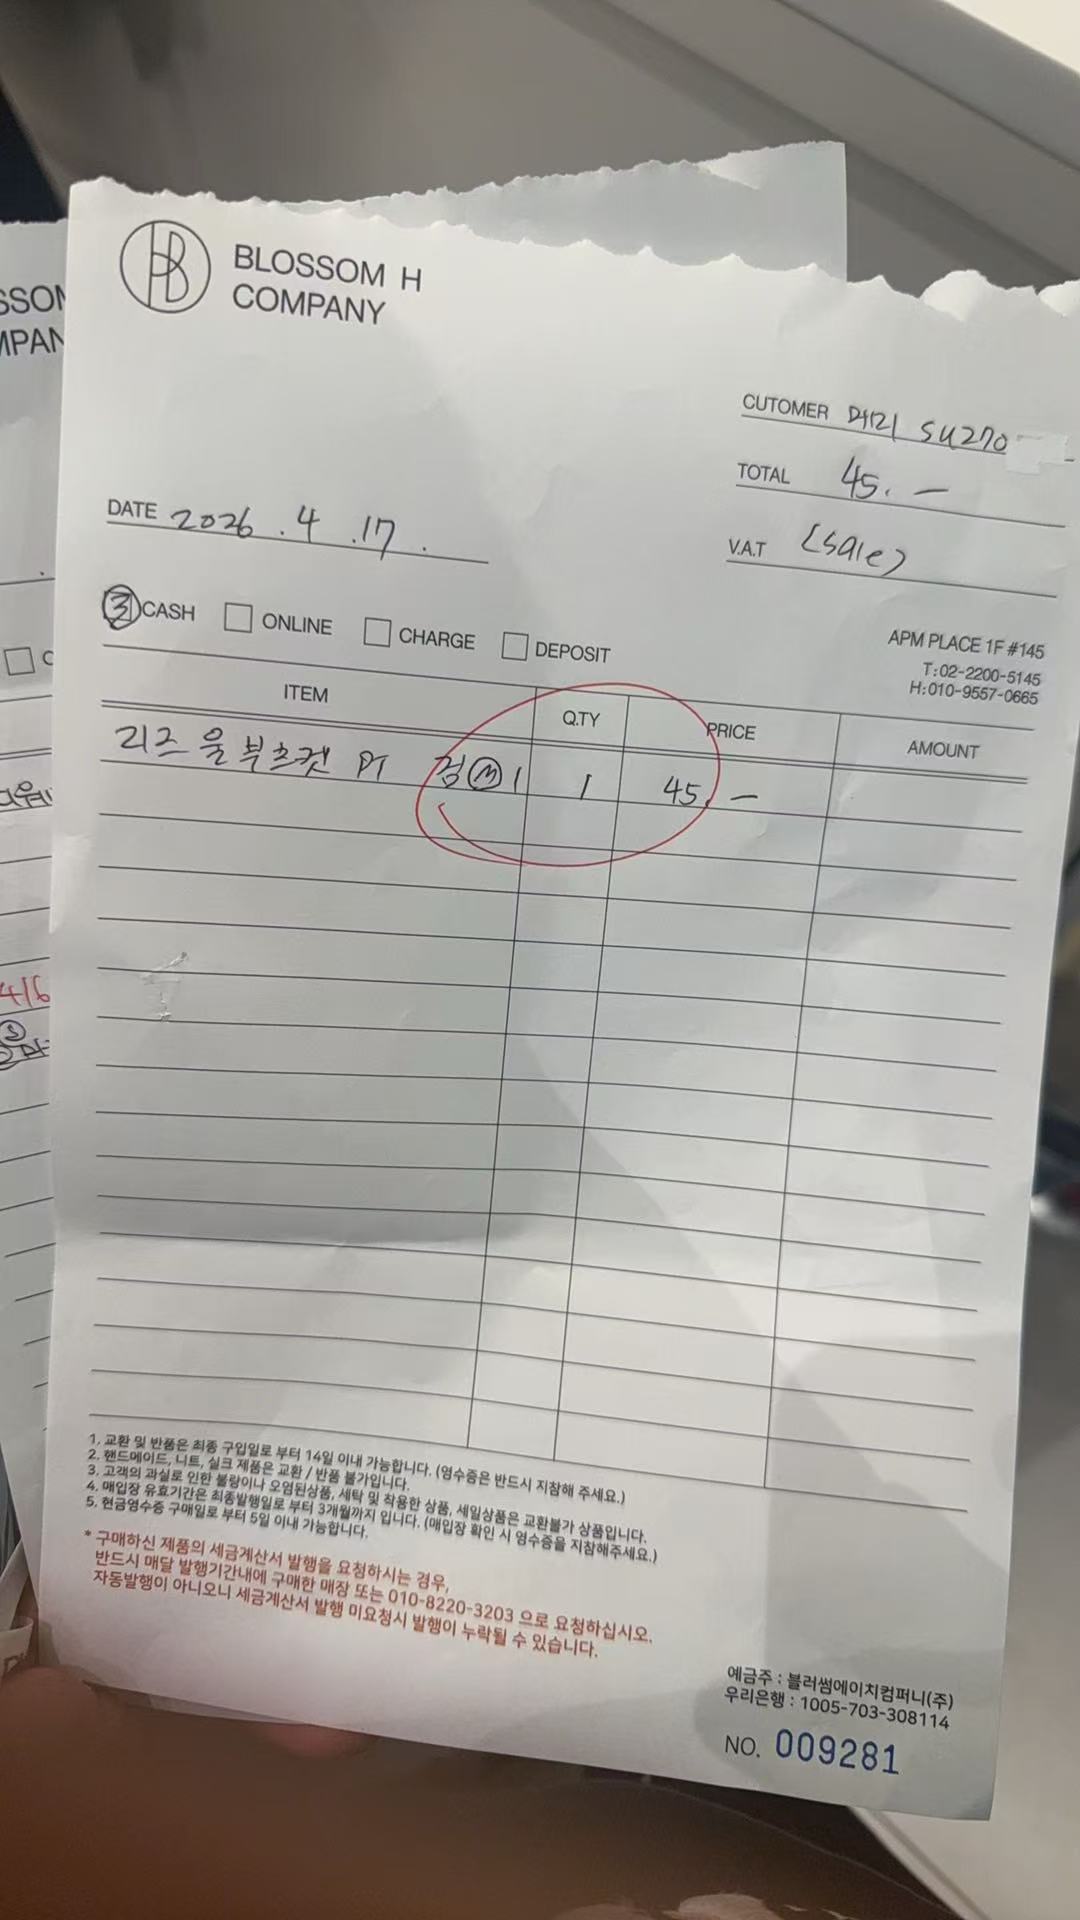 BLOSSOM H
COMPANY
CUTOMER 머리 SU270
TOTAL 45. —
DATE 2026 . 4 . 17 .
V.A.T (sale)
③ CASH ONLINE CHARGE DEPOSIT
APM PLACE 1F #145
T:02-2200-5145
H:010-9557-0665
ITEM Q.TY PRICE AMOUNT
리즈 울 부츠컷 PT 검 Ⓜ 1 1 45. —
1. 교환 및 반품은 최종 구입일로 부터 14일 이내 가능합니다. (영수증은 반드시 지참해 주세요.)
2. 핸드메이드, 니트, 실크 제품은 교환 / 반품 불가입니다.
3. 고객의 과실로 인한 불량이나 오염된상품, 세탁 및 착용한 상품, 세일상품은 교환불가 상품입니다.
4. 매입장 유효기간은 최종발행일로 부터 3개월까지 입니다. (매입장 확인 시 영수증을 지참해주세요.)
5. 현금영수증 구매일로 부터 5일 이내 가능합니다.
* 구매하신 제품의 세금계산서 발행을 요청하시는 경우,
반드시 매달 발행기간내에 구매한 매장 또는 010-8220-3203 으로 요청하십시오.
자동발행이 아니오니 세금계산서 발행 미요청시 발행이 누락될 수 있습니다.
예금주 : 블러썸에이치컴퍼니(주)
우리은행 : 1005-703-308114
NO. 009281
416